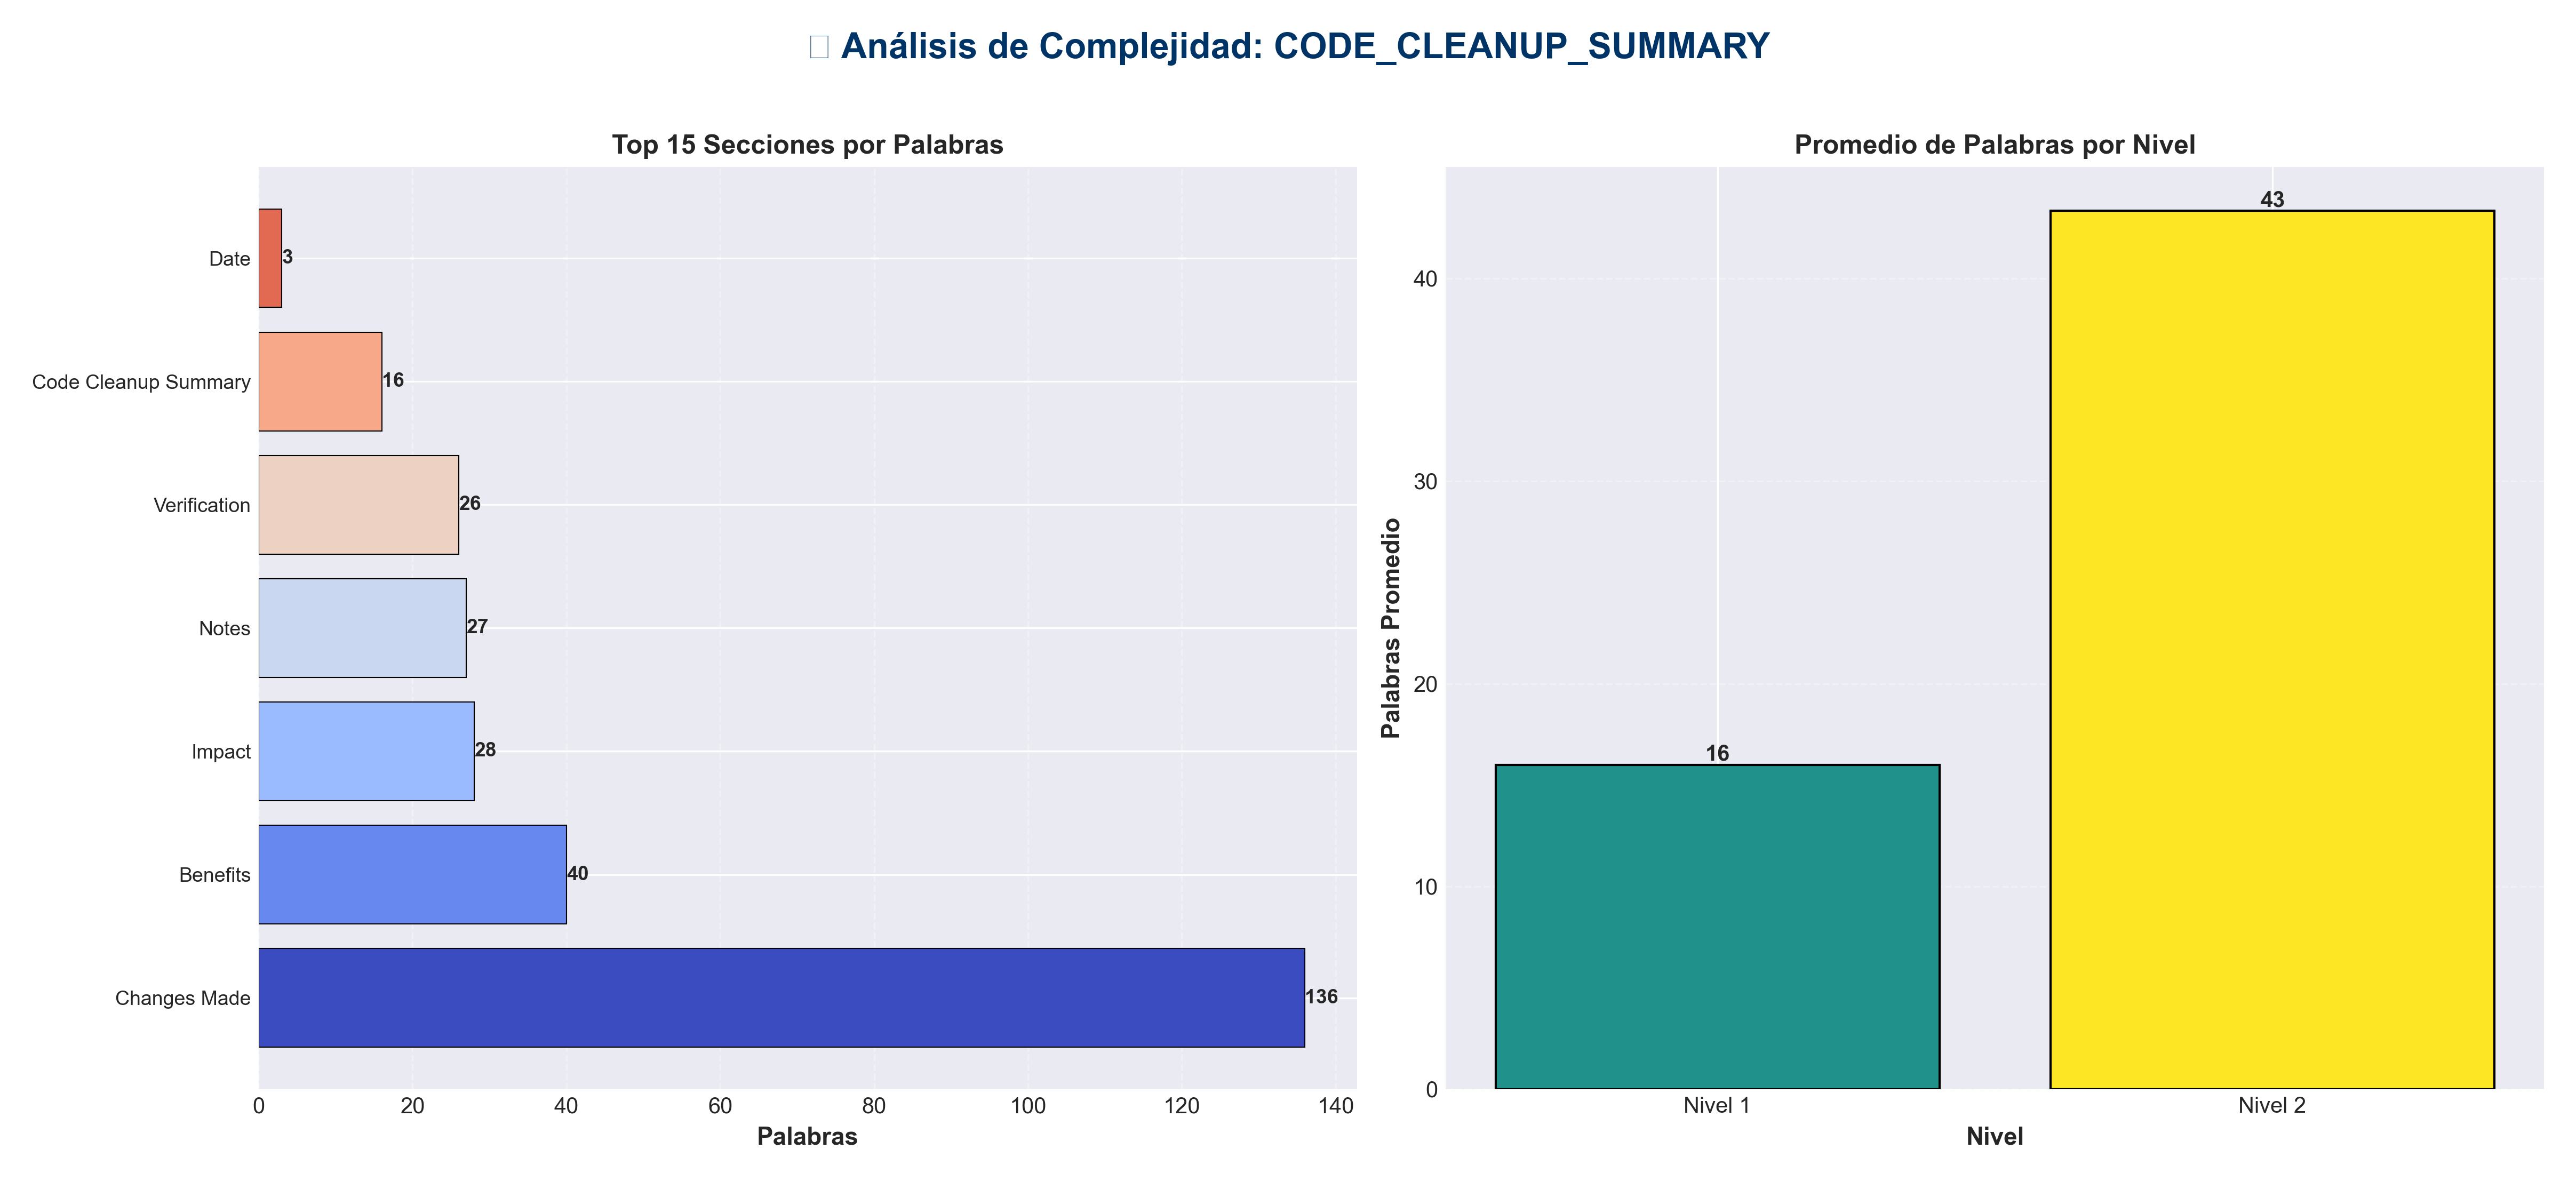 Análisis de Complejidad: CODE_CLEANUP_SUMMARY
Top 15 Secciones por Palabras
Date
3
Code Cleanup Summary
16
Verification
26
Notes
27
Impact
28
Benefits
40
Changes Made
136
0 20 40 60 80 100 120 140
Palabras
Promedio de Palabras por Nivel
Palabras Promedio
40
30
20
10
0
16
43
Nivel 1 Nivel 2
Nivel